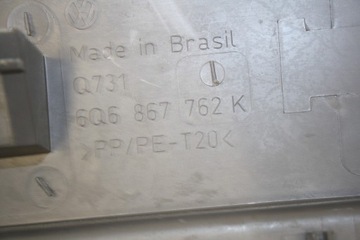 Made in Brasil
Q731
6Q6 867 762 K
>PP/PE-T20<